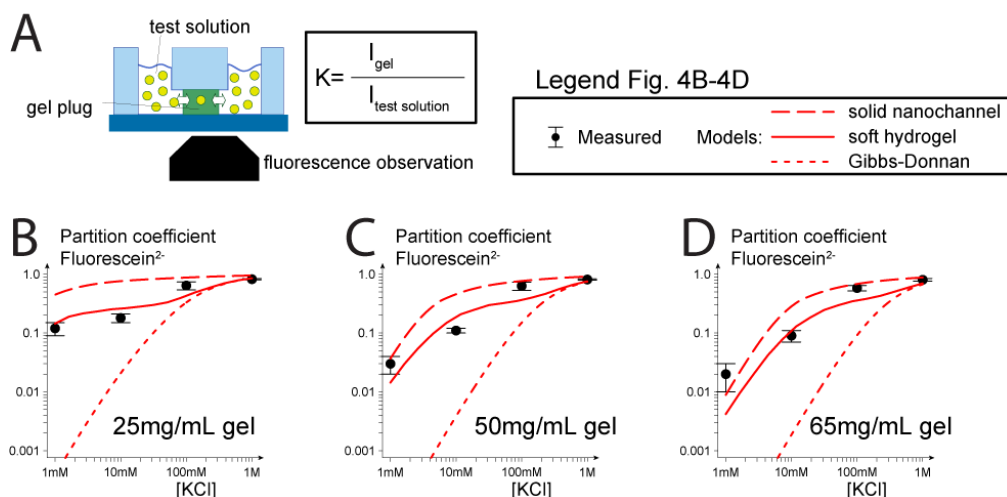 A
test solution
gel plug
fluorescence observation
K= I gel / I test solution
Legend Fig. 4B-4D
Measured
Models:
solid nanochannel
soft hydrogel
Gibbs-Donnan
B
Partition coefficient
Fluorescein2-
1.0
0.1
0.01
0.001
25mg/mL gel
1mM 10mM 100mM 1M
[KCl]
C
Partition coefficient
Fluorescein2-
1.0
0.1
0.01
0.001
50mg/mL gel
1mM 10mM 100mM 1M
[KCl]
D
Partition coefficient
Fluorescein2-
1.0
0.1
0.01
0.001
65mg/mL gel
1mM 10mM 100mM 1M
[KCl]